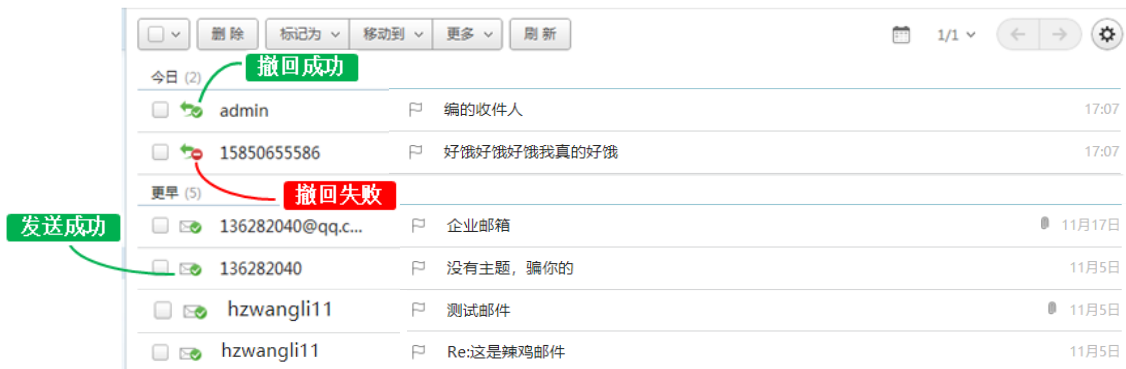 删 除 标记为 移动到 更多 刷 新 1/1
撤回成功
今日 (2)
admin 编的收件人 17:07
15850655586 好饿好饿好饿我真的好饿 17:07
撤回失败
更早 (5)
发送成功
136282040@qq.c... 企业邮箱 11月17日
136282040 没有主题，骗你的 11月5日
hzwangli11 测试邮件 11月5日
hzwangli11 Re:这是辣鸡邮件 11月5日